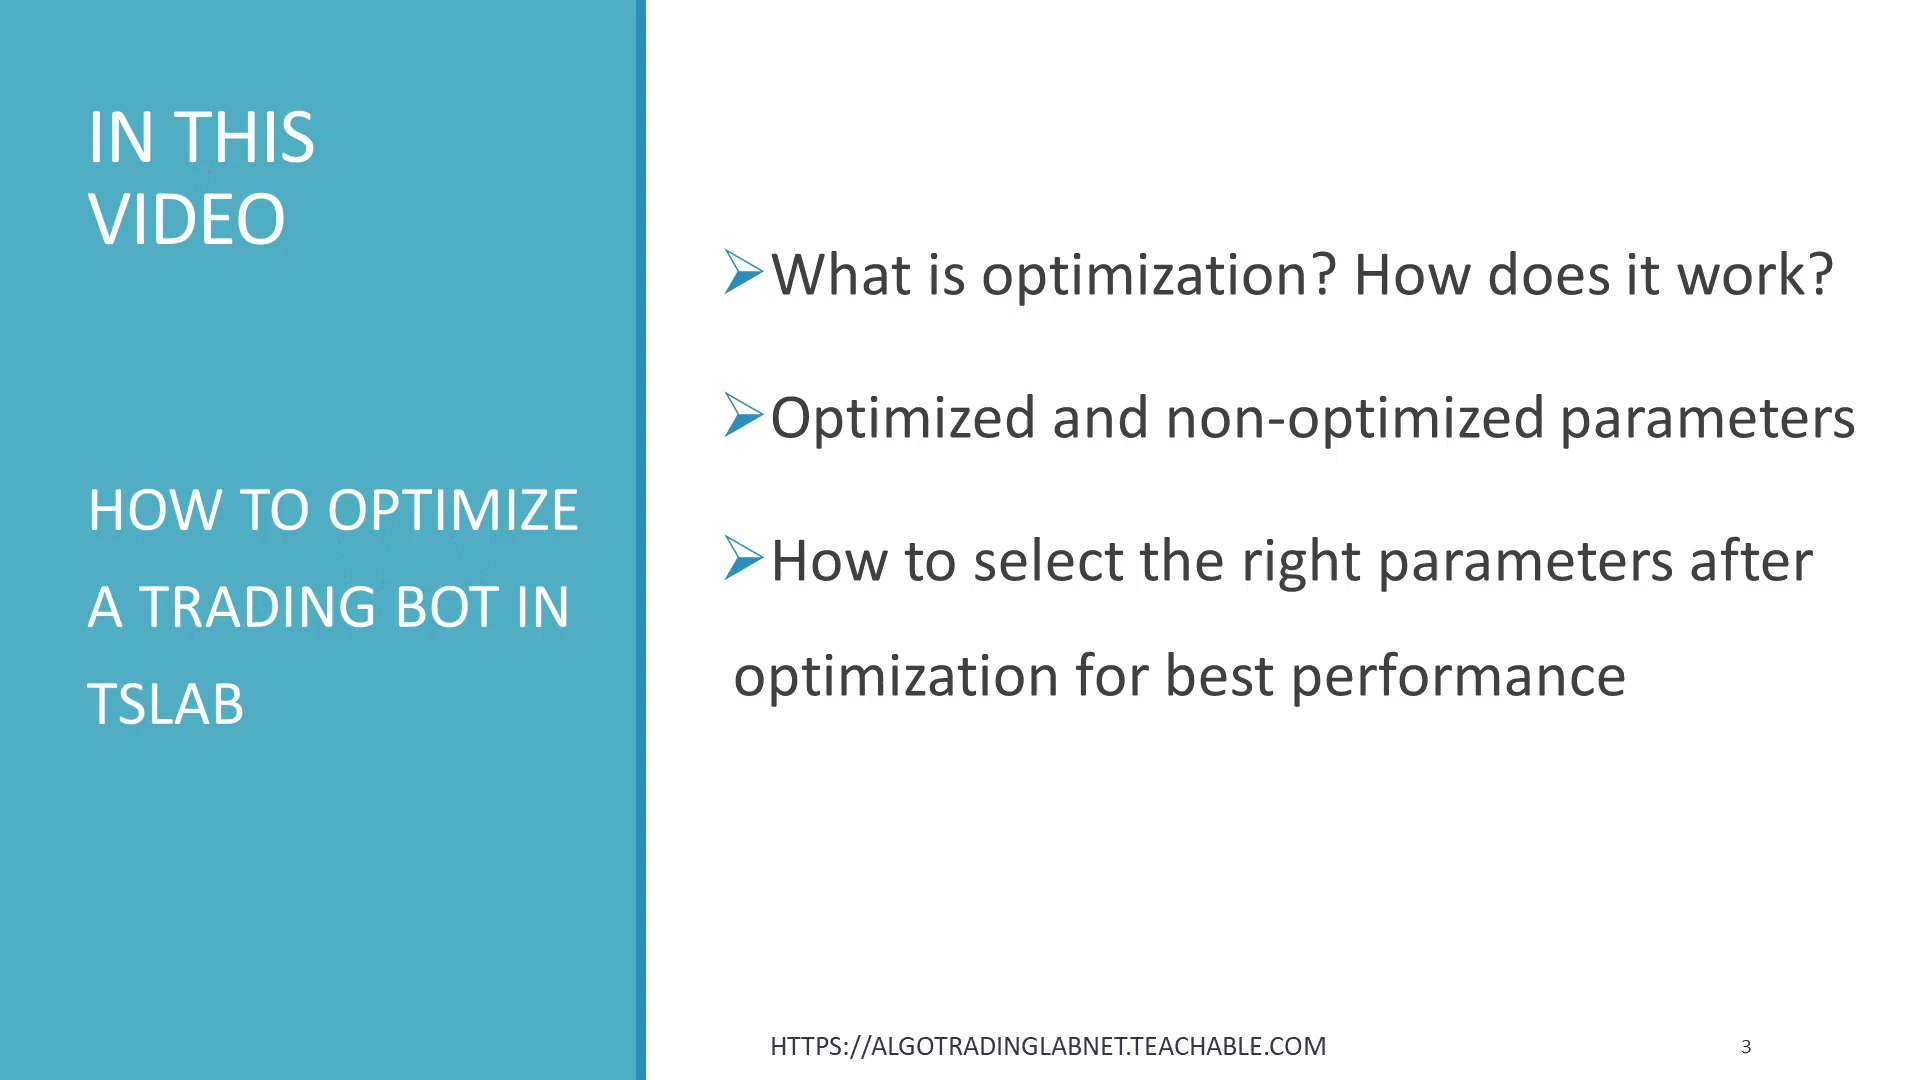 IN THIS
VIDEO
HOW TO OPTIMIZE
A TRADING BOT IN
TSLAB
What is optimization? How does it work?
Optimized and non-optimized parameters
How to select the right parameters after
optimization for best performance
HTTPS://ALGOTRADINGLABNET.TEACHABLE.COM
3